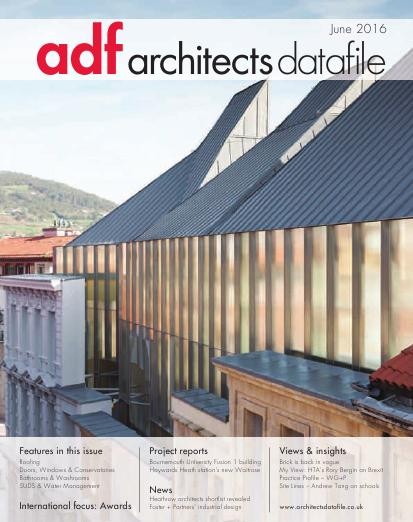 June 2016
adf architects datafile
Features in this issue
Roofing
Doors, Windows & Conservatories
Bathrooms & Washrooms
SUDS & Water Management
International focus: Awards
Project reports
Bournemouth University Fusion 1 building
Haywards Heath station's new Waitrose
News
Heathrow architects shortlist revealed
Foster + Partners' industrial design
Views & insights
Brick is back in vogue
My View: HTA's Rory Bergin on Brexit
Practice Profile – WG+P
Site Lines – Andrew Tang on schools
www.architectsdatafile.co.uk